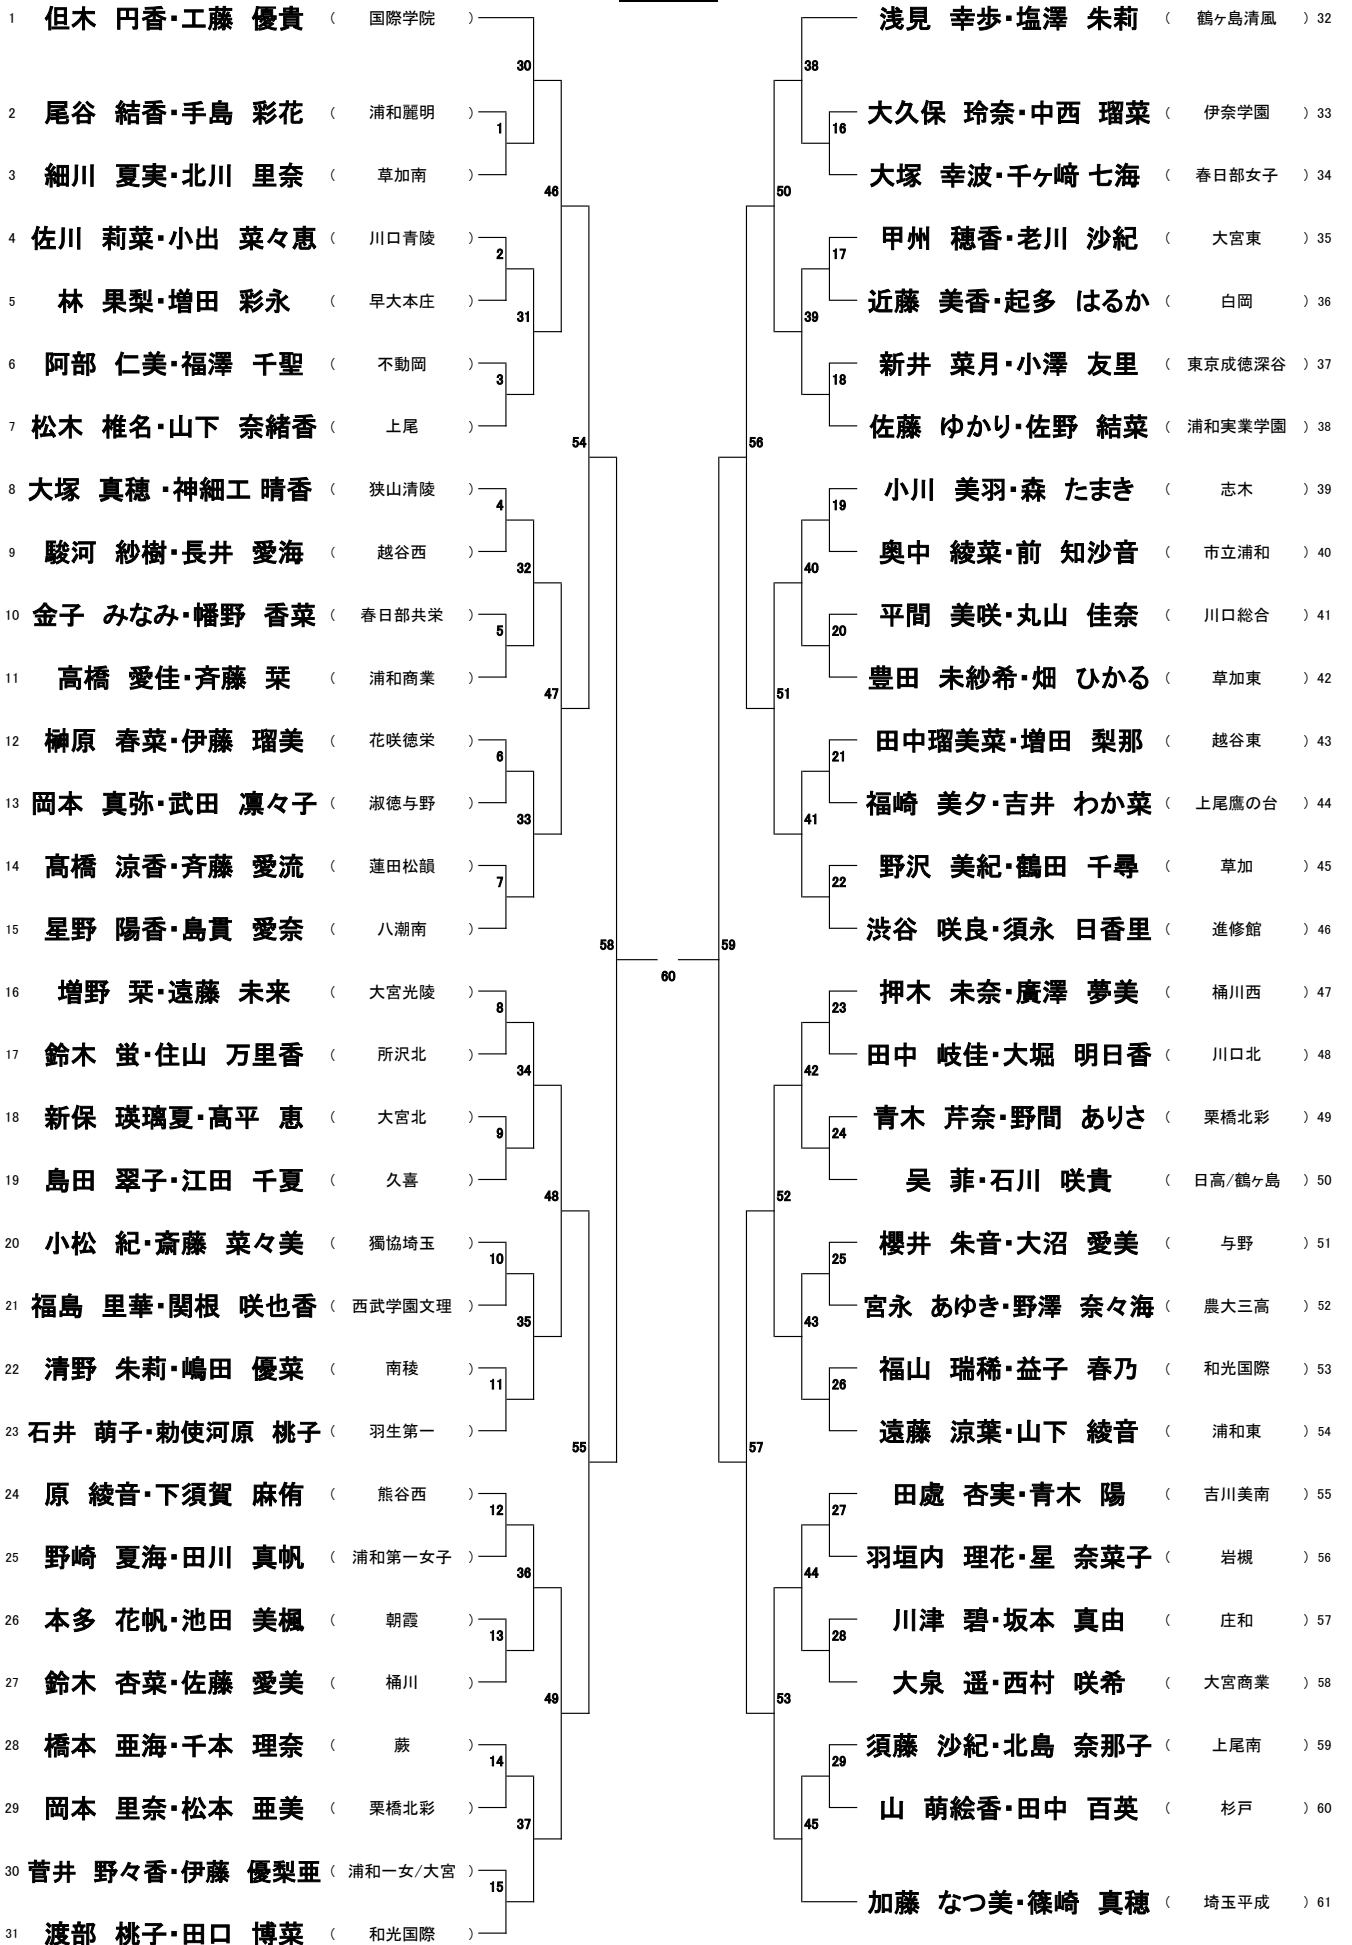 1 但木 円香・工藤 優貴 （ 国際学院 ）
2 尾谷 結香・手島 彩花 （ 浦和麗明 ）
3 細川 夏実・北川 里奈 （ 草加南 ）
4 佐川 莉菜・小出 菜々恵 （ 川口青陵 ）
5 林 果梨・増田 彩永 （ 早大本庄 ）
6 阿部 仁美・福澤 千聖 （ 不動岡 ）
7 松木 椎名・山下 奈緒香 （ 上尾 ）
8 大塚 真穂・神細工 晴香 （ 狭山清陵 ）
9 駿河 紗樹・長井 愛海 （ 越谷西 ）
10 金子 みなみ・幡野 香菜 （ 春日部共栄 ）
11 高橋 愛佳・斉藤 栞 （ 浦和商業 ）
12 榊原 春菜・伊藤 瑠美 （ 花咲徳栄 ）
13 岡本 真弥・武田 凛々子 （ 淑徳与野 ）
14 髙橋 涼香・斉藤 愛流 （ 蓮田松韻 ）
15 星野 陽香・島貫 愛奈 （ 八潮南 ）
16 増野 栞・遠藤 未来 （ 大宮光陵 ）
17 鈴木 蛍・住山 万里香 （ 所沢北 ）
18 新保 瑛璃夏・髙平 恵 （ 大宮北 ）
19 島田 翠子・江田 千夏 （ 久喜 ）
20 小松 紀・斎藤 菜々美 （ 獨協埼玉 ）
21 福島 里華・関根 咲也香 （ 西武学園文理 ）
22 清野 朱莉・嶋田 優菜 （ 南稜 ）
23 石井 萌子・勅使河原 桃子 （ 羽生第一 ）
24 原 綾音・下須賀 麻侑 （ 熊谷西 ）
25 野崎 夏海・田川 真帆 （ 浦和第一女子 ）
26 本多 花帆・池田 美楓 （ 朝霞 ）
27 鈴木 杏菜・佐藤 愛美 （ 桶川 ）
28 橋本 亜海・千本 理奈 （ 蕨 ）
29 岡本 里奈・松本 亜美 （ 栗橋北彩 ）
30 菅井 野々香・伊藤 優梨亜 （ 浦和一女/大宮 ）
31 渡部 桃子・田口 博菜 （ 和光国際 ）
30
1
46
2
31
3
54
4
32
5
47
6
33
7
58
8
34
9
48
10
35
11
55
12
36
13
49
14
37
15
60
38
16
50
17
39
18
56
19
40
20
51
21
41
22
59
23
42
24
52
25
43
26
57
27
44
28
53
29
45
浅見 幸歩・塩澤 朱莉 （ 鶴ヶ島清風 ） 32
大久保 玲奈・中西 瑠菜 （ 伊奈学園 ） 33
大塚 幸波・千ヶ﨑 七海 （ 春日部女子 ） 34
甲州 穂香・老川 沙紀 （ 大宮東 ） 35
近藤 美香・起多 はるか （ 白岡 ） 36
新井 菜月・小澤 友里 （ 東京成徳深谷 ） 37
佐藤 ゆかり・佐野 結菜 （ 浦和実業学園 ） 38
小川 美羽・森 たまき （ 志木 ） 39
奥中 綾菜・前 知沙音 （ 市立浦和 ） 40
平間 美咲・丸山 佳奈 （ 川口総合 ） 41
豊田 未紗希・畑 ひかる （ 草加東 ） 42
田中瑠美菜・増田 梨那 （ 越谷東 ） 43
福崎 美夕・吉井 わか菜 （ 上尾鷹の台 ） 44
野沢 美紀・鶴田 千尋 （ 草加 ） 45
渋谷 咲良・須永 日香里 （ 進修館 ） 46
押木 未奈・廣澤 夢美 （ 桶川西 ） 47
田中 岐佳・大堀 明日香 （ 川口北 ） 48
青木 芹奈・野間 ありさ （ 栗橋北彩 ） 49
吴 菲・石川 咲貴 （ 日高/鶴ヶ島 ） 50
櫻井 朱音・大沼 愛美 （ 与野 ） 51
宮永 あゆき・野澤 奈々海 （ 農大三高 ） 52
福山 瑞稀・益子 春乃 （ 和光国際 ） 53
遠藤 涼葉・山下 綾音 （ 浦和東 ） 54
田處 杏実・青木 陽 （ 吉川美南 ） 55
羽垣内 理花・星 奈菜子 （ 岩槻 ） 56
川津 碧・坂本 真由 （ 庄和 ） 57
大泉 遥・西村 咲希 （ 大宮商業 ） 58
須藤 沙紀・北島 奈那子 （ 上尾南 ） 59
山 萌絵香・田中 百英 （ 杉戸 ） 60
加藤 なつ美・篠崎 真穂 （ 埼玉平成 ） 61